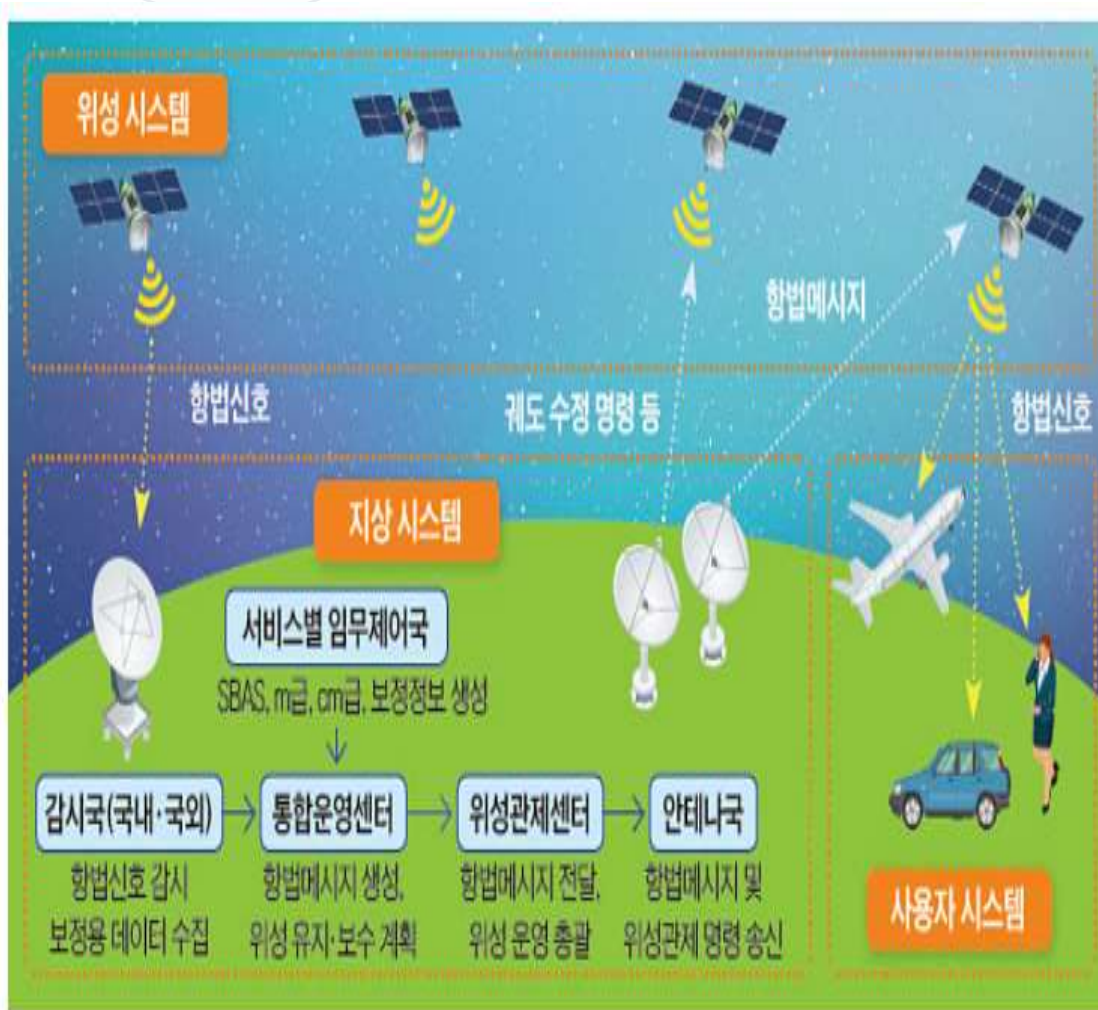 위성 시스템
항법메시지
항법신호
궤도 수정 명령 등
항법신호
지상 시스템
서비스별 임무제어국
SBAS, m급, cm급, 보정정보 생성
감시국(국내·국외)
항법신호 감시
보정용 데이터 수집
통합운영센터
항법메시지 생성,
위성 유지·보수 계획
위성관제센터
항법메시지 전달,
위성 운영 총괄
안테나국
항법메시지 및
위성관제 명령 송신
사용자 시스템